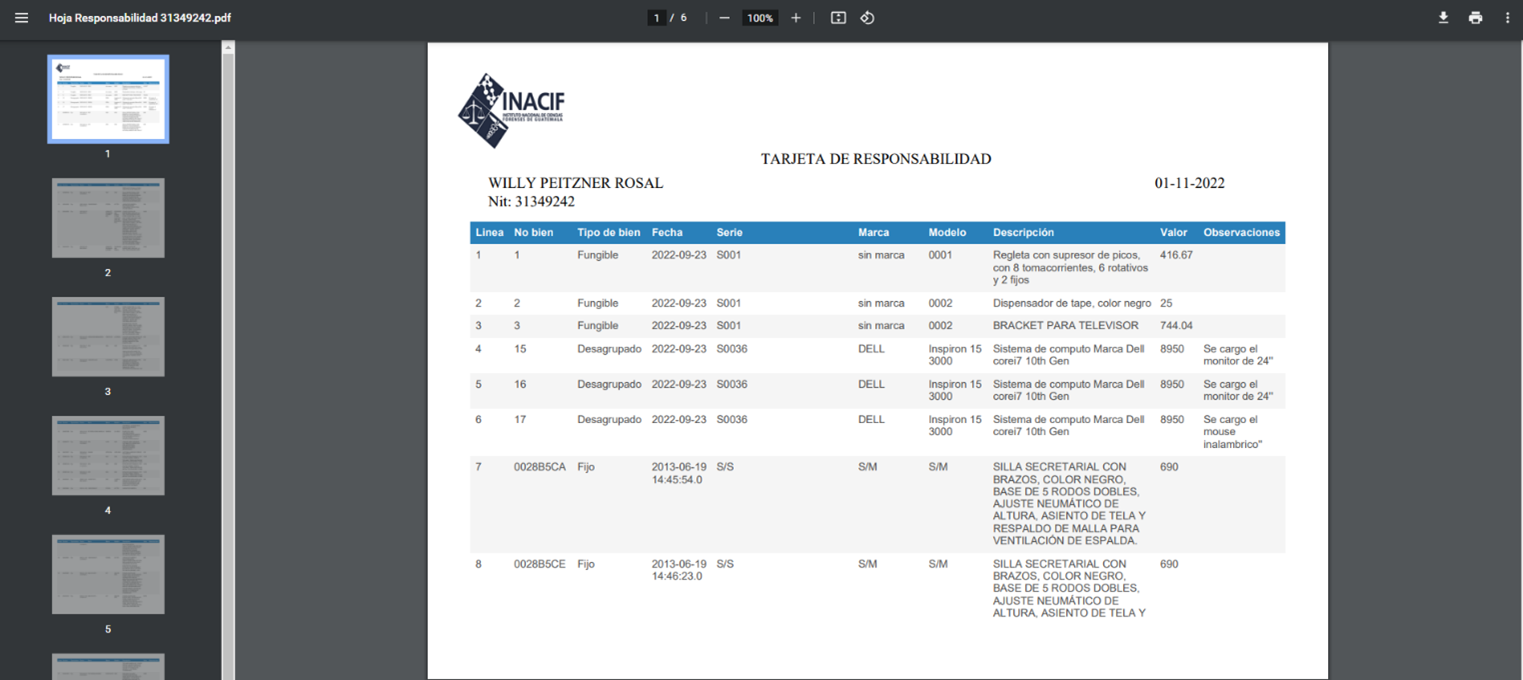 Hoja Responsabilidad 31349242.pdf
1 / 6
100%
1
2
3
4
5
INACIF
INSTITUTO NACIONAL DE CIENCIAS
FORENSES DE GUATEMALA
TARJETA DE RESPONSABILIDAD
WILLY PEITZNER ROSAL 01-11-2022
Nit: 31349242
Linea No bien Tipo de bien Fecha Serie Marca Modelo Descripción Valor Observaciones
1 1 Fungible 2022-09-23 S001 sin marca 0001 Regleta con supresor de picos, 416.67
con 8 tomacorrientes, 6 rotativos
y 2 fijos
2 2 Fungible 2022-09-23 S001 sin marca 0002 Dispensador de tape, color negro 25
3 3 Fungible 2022-09-23 S001 sin marca 0002 BRACKET PARA TELEVISOR 744.04
4 15 Desagrupado 2022-09-23 S0036 DELL Inspiron 15 Sistema de computo Marca Dell 8950 Se cargo el
3000 corei7 10th Gen monitor de 24"
5 16 Desagrupado 2022-09-23 S0036 DELL Inspiron 15 Sistema de computo Marca Dell 8950 Se cargo el
3000 corei7 10th Gen monitor de 24"
6 17 Desagrupado 2022-09-23 S0036 DELL Inspiron 15 Sistema de computo Marca Dell 8950 Se cargo el
3000 corei7 10th Gen mouse
inalambrico"
7 0028B5CA Fijo 2013-06-19 S/S S/M S/M SILLA SECRETARIAL CON 690
14:45:54.0 BRAZOS, COLOR NEGRO,
BASE DE 5 RODOS DOBLES,
AJUSTE NEUMÁTICO DE
ALTURA, ASIENTO DE TELA Y
RESPALDO DE MALLA PARA
VENTILACIÓN DE ESPALDA.
8 0028B5CE Fijo 2013-06-19 S/S S/M S/M SILLA SECRETARIAL CON 690
14:46:23.0 BRAZOS, COLOR NEGRO,
BASE DE 5 RODOS DOBLES,
AJUSTE NEUMÁTICO DE
ALTURA, ASIENTO DE TELA Y